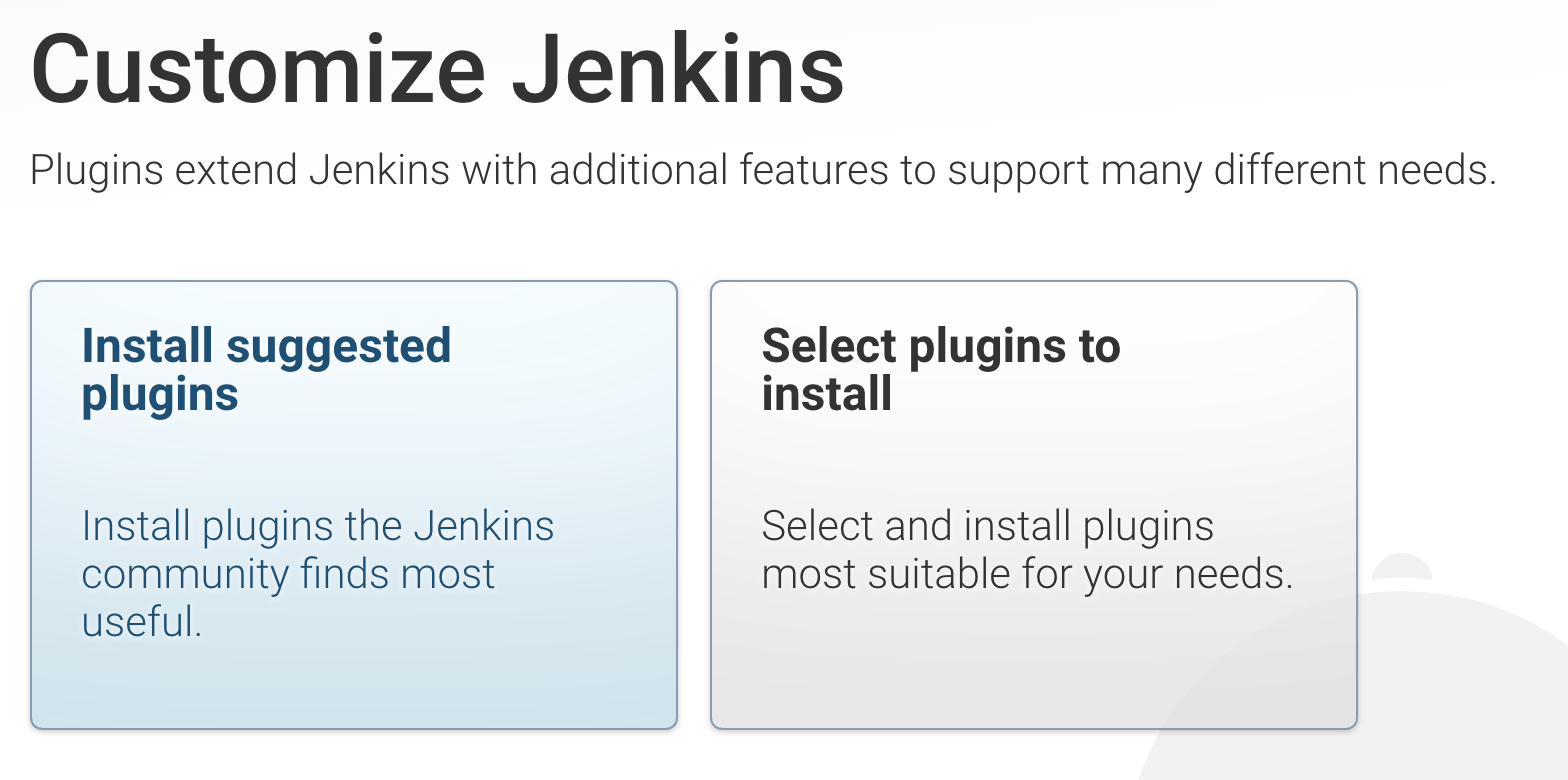 Customize Jenkins
Plugins extend Jenkins with additional features to support many different needs.
Install suggested
plugins
Install plugins the Jenkins
community finds most
useful.
Select plugins to
install
Select and install plugins
most suitable for your needs.